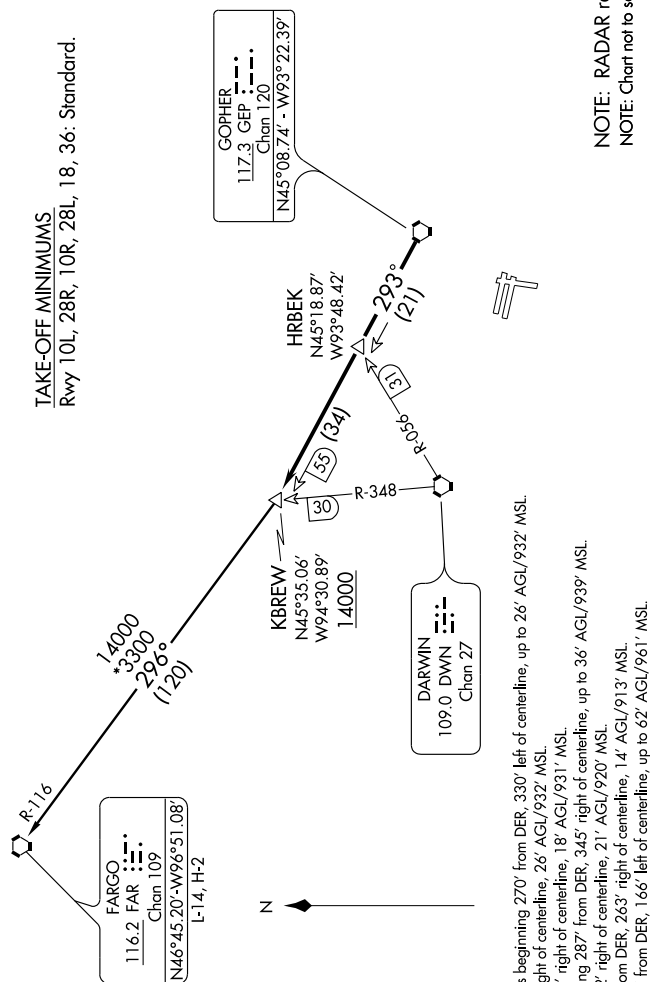 TAKE-OFF MINIMUMS
Rwy 10L, 28R, 10R, 28L, 18, 36: Standard.
GOPHER
117.3 GEP
Chan 120
N45°08.74' - W93°22.39'
NOTE: RADAR
NOTE: Chart not to
HRBEK
N45°18.87'
W93°48.42'
293°
(21)
(34)
55
31
R-056
30
R-348
KBREW
N45°35.06'
W94°30.89'
14000
DARWIN
109.0 DWN
Chan 27
14000
*3300
296°
(120)
R-116
FARGO
116.2 FAR
Chan 109
N46°45.20'-W96°51.08'
L-14, H-2
N
beginning 270' from DER, 330' left of centerline, up to 26' AGL/932' MSL.
of centerline, 26' AGL/932' MSL.
right of centerline, 18' AGL/931' MSL.
287' from DER, 345' right of centerline, up to 36' AGL/939' MSL.
right of centerline, 21' AGL/920' MSL.
DER, 263' right of centerline, 14' AGL/913' MSL.
from DER, 166' left of centerline, up to 62' AGL/961' MSL.